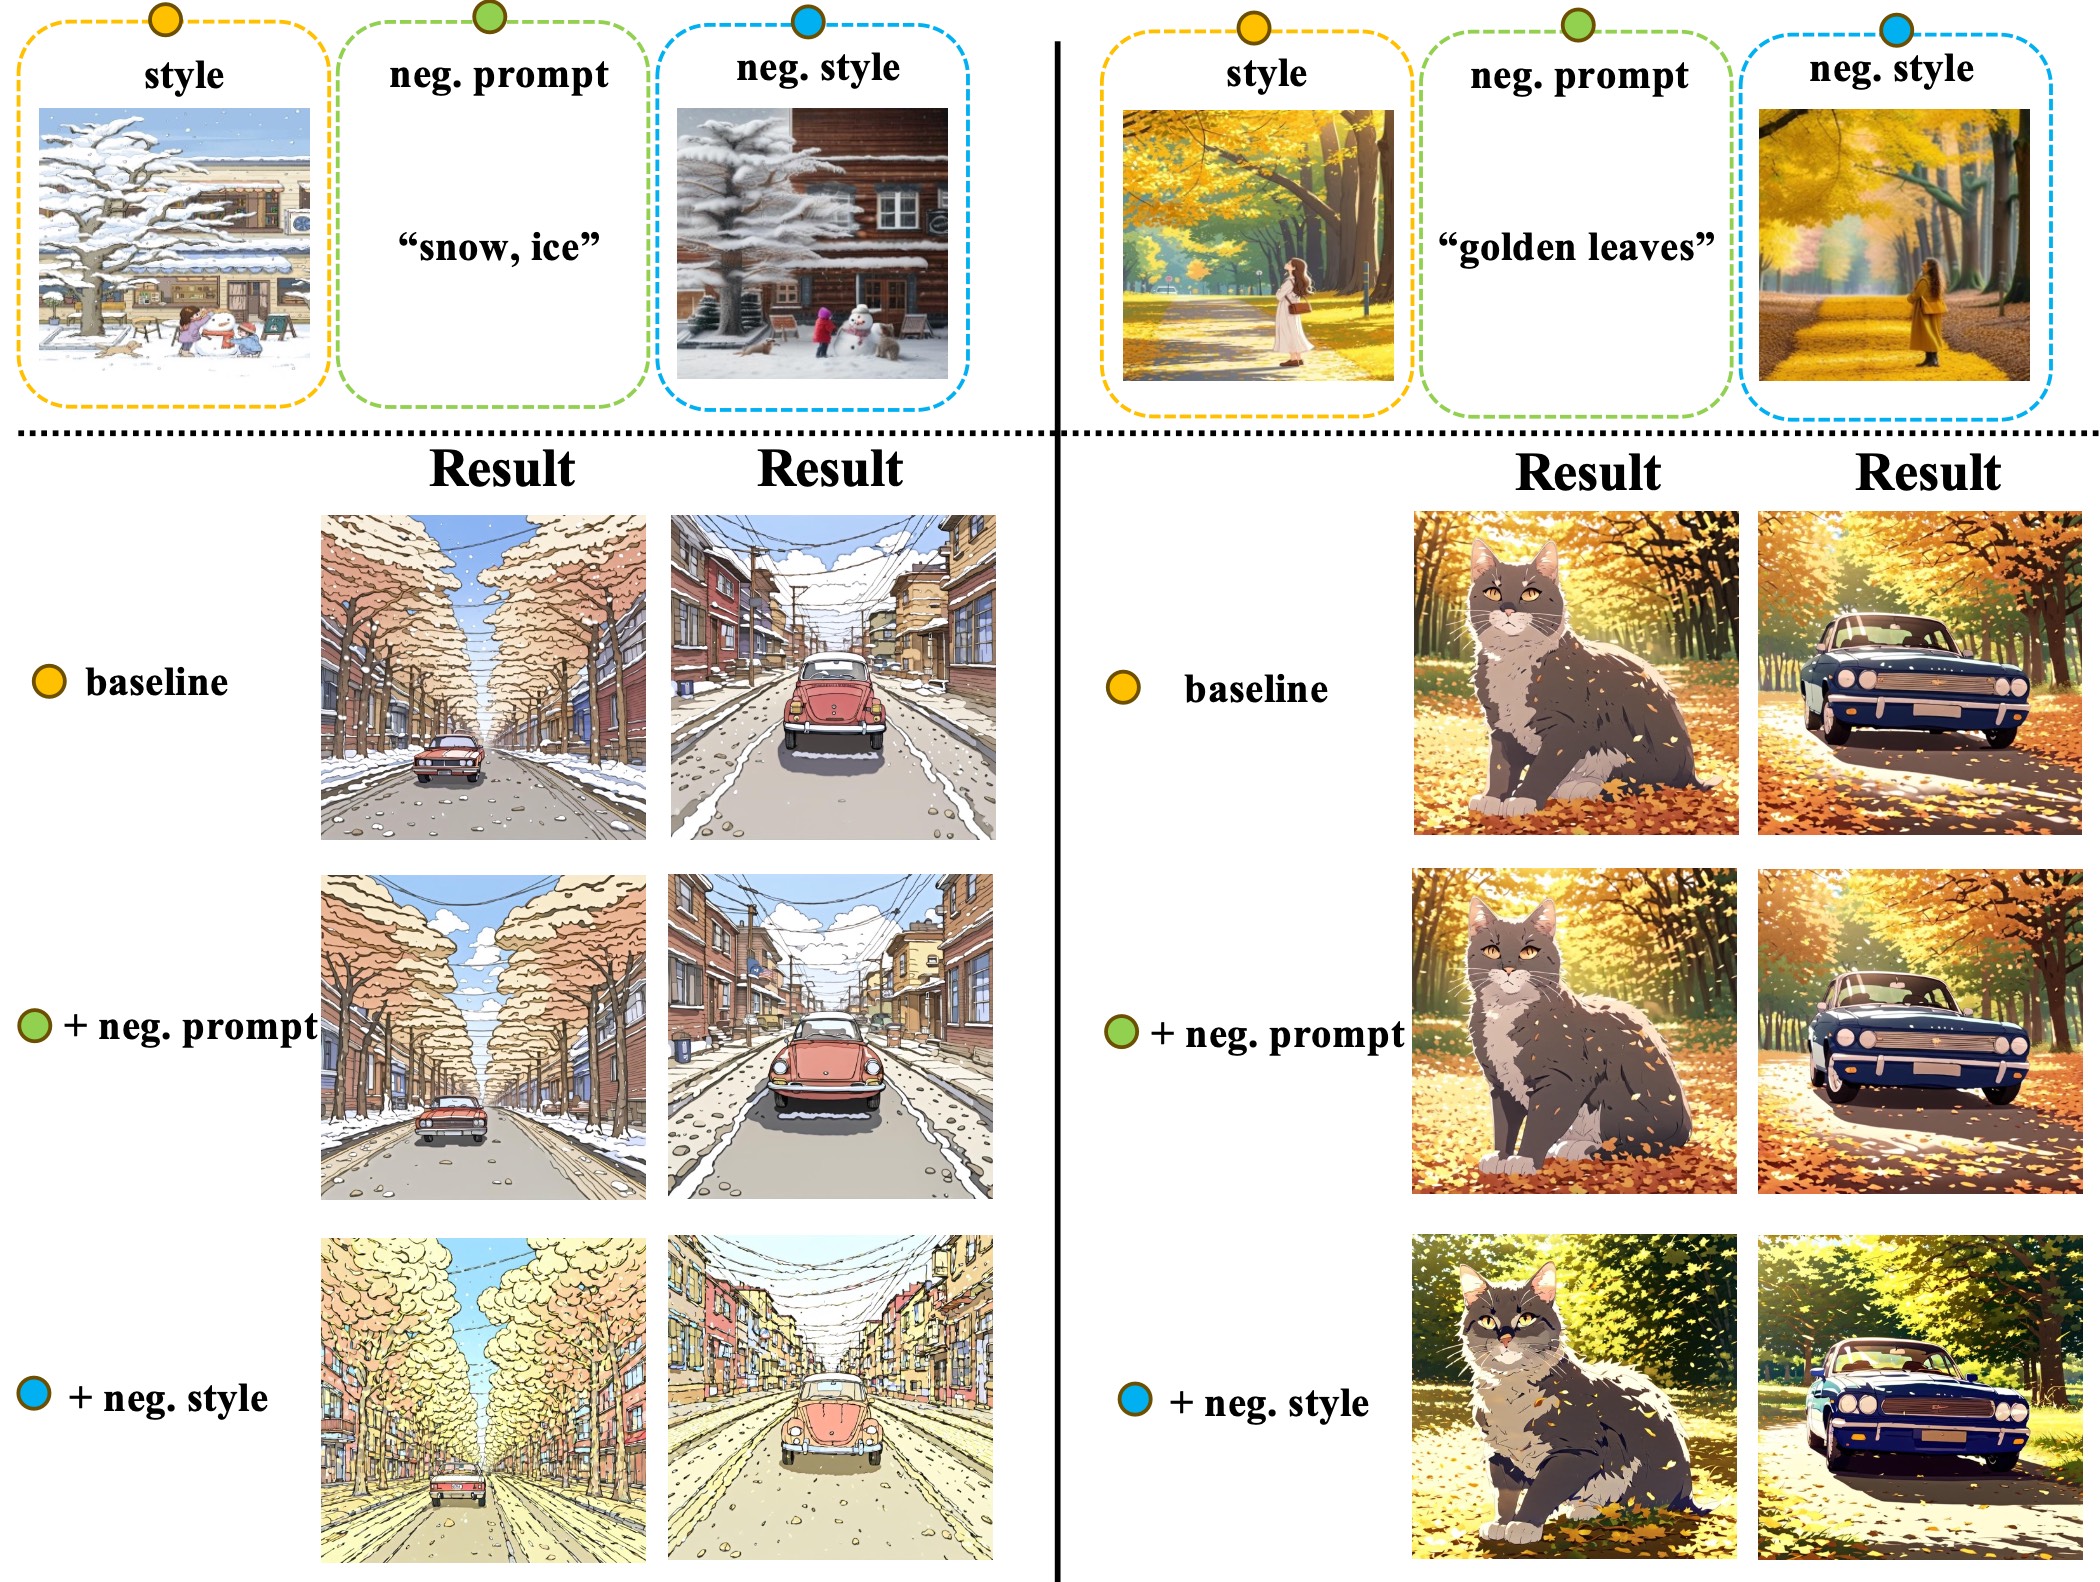 style
neg. prompt
neg. style
“snow, ice”
style
neg. prompt
neg. style
“golden leaves”
Result
Result
baseline
+ neg. prompt
+ neg. style
Result
Result
baseline
+ neg. prompt
+ neg. style